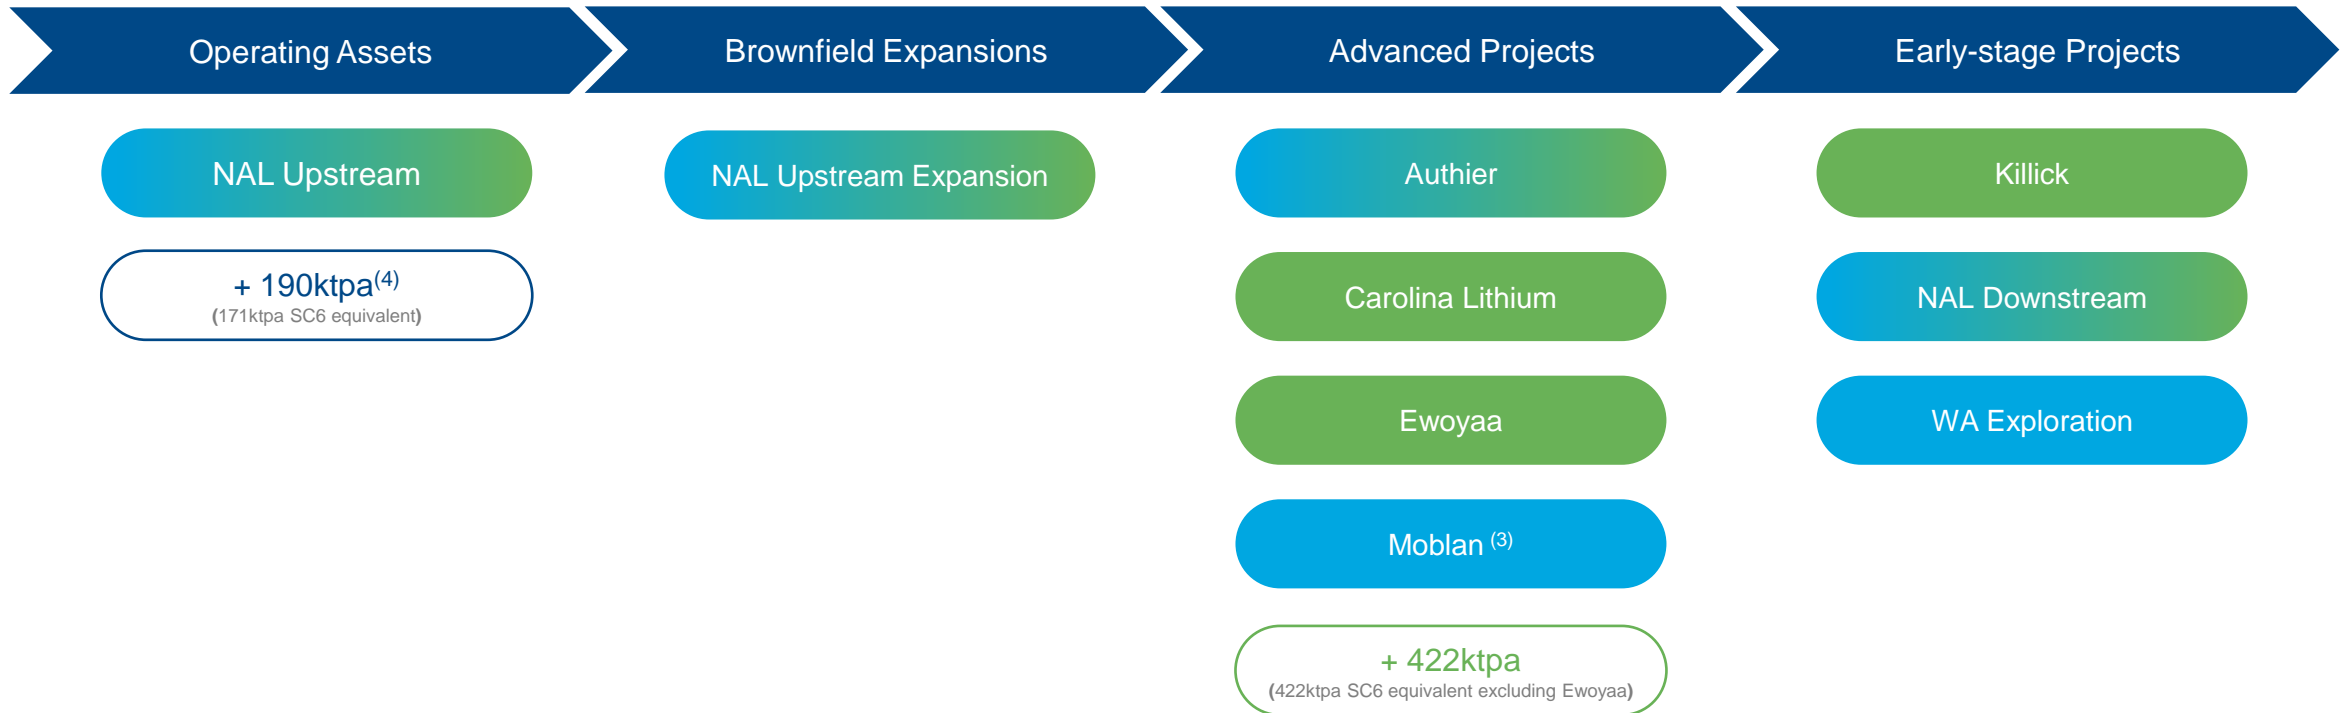 Operating Assets
Brownfield Expansions
Advanced Projects
Early-stage Projects
NAL Upstream
+ 190ktpa(4)
(171ktpa SC6 equivalent)
NAL Upstream Expansion
Authier
Carolina Lithium
Ewoyaa
Moblan (3)
+ 422ktpa
(422ktpa SC6 equivalent excluding Ewoyaa)
Killick
NAL Downstream
WA Exploration